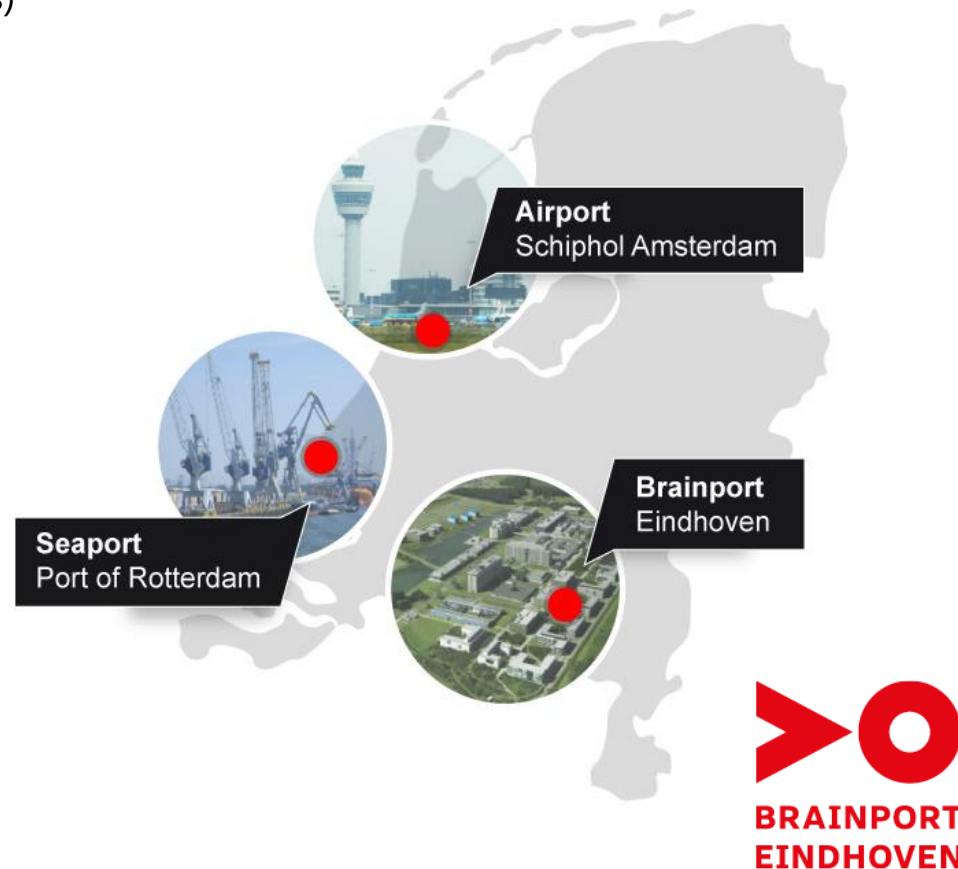 s)
Airport
Schiphol Amsterdam
Brainport
Eindhoven
Seaport
Port of Rotterdam
BRAINPORT
EINDHOVEN